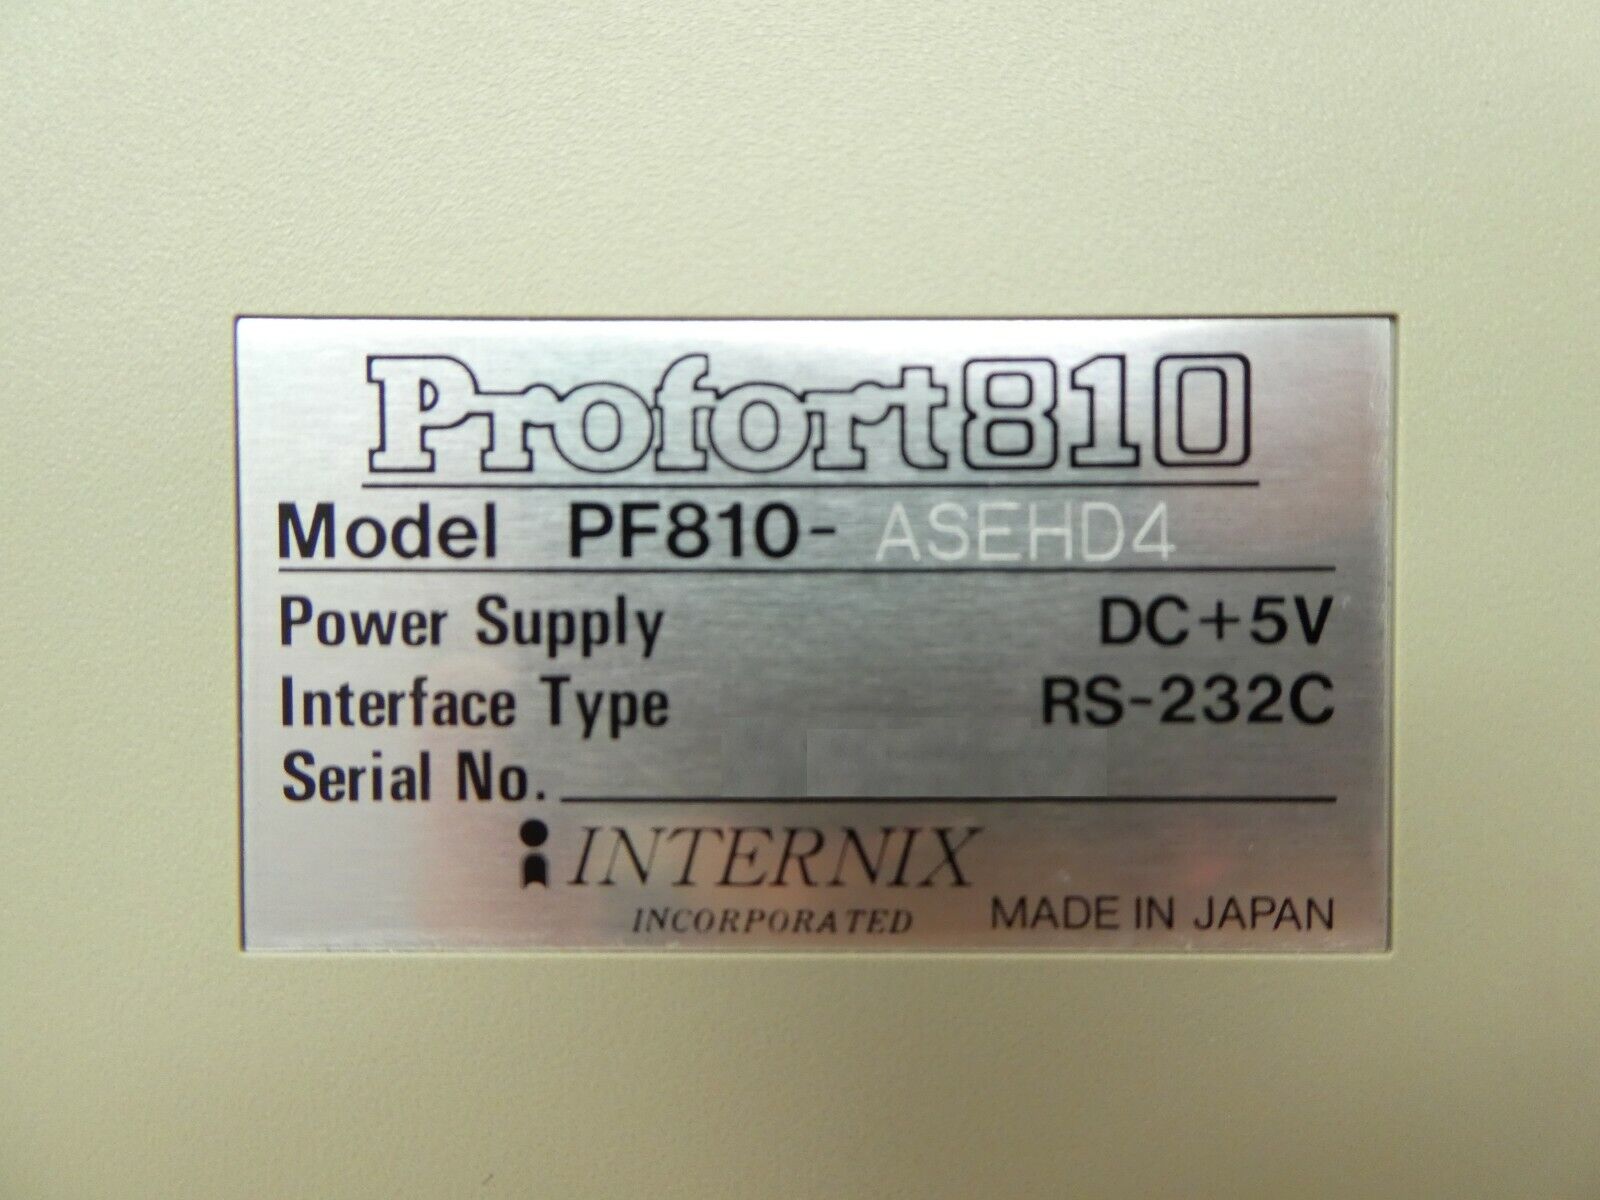 Profort810
Model PF810- ASEHD4
Power Supply DC+5V
Interface Type RS-232C
Serial No.
INTERNIX
INCORPORATED MADE IN JAPAN